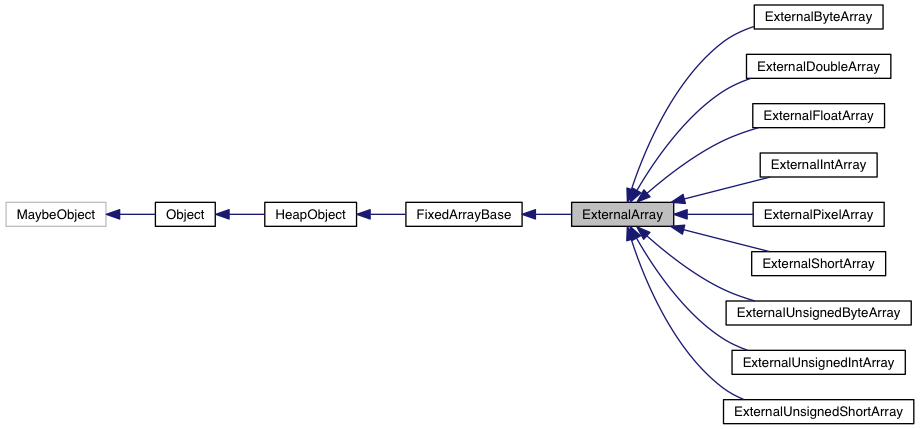 ExternalByteArray
ExternalDoubleArray
ExternalFloatArray
ExternalIntArray
MaybeObject
Object
HeapObject
FixedArrayBase
ExternalArray
ExternalPixelArray
ExternalShortArray
ExternalUnsignedByteArray
ExternalUnsignedIntArray
ExternalUnsignedShortArray